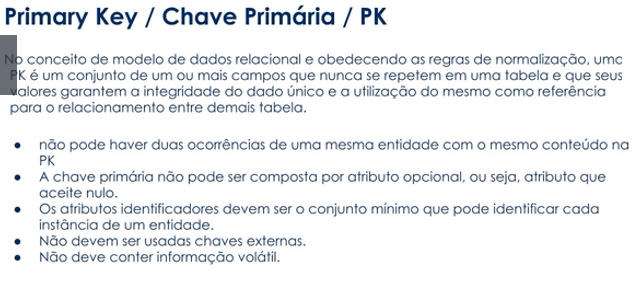 Primary Key / Chave Primária / PK
No conceito de modelo de dados relacional e obedecendo as regras de normalização, uma
PK é um conjunto de um ou mais campos que nunca se repetem em uma tabela e que seus
valores garantem a integridade do dado único e a utilização do mesmo como referência
para o relacionamento entre demais tabela.
● não pode haver duas ocorrências de uma mesma entidade com o mesmo conteúdo na
PK
● A chave primária não pode ser composta por atributo opcional, ou seja, atributo que
aceite nulo.
● Os atributos identificadores devem ser o conjunto mínimo que pode identificar cada
instância de um entidade.
● Não devem ser usadas chaves externas.
● Não deve conter informação volátil.